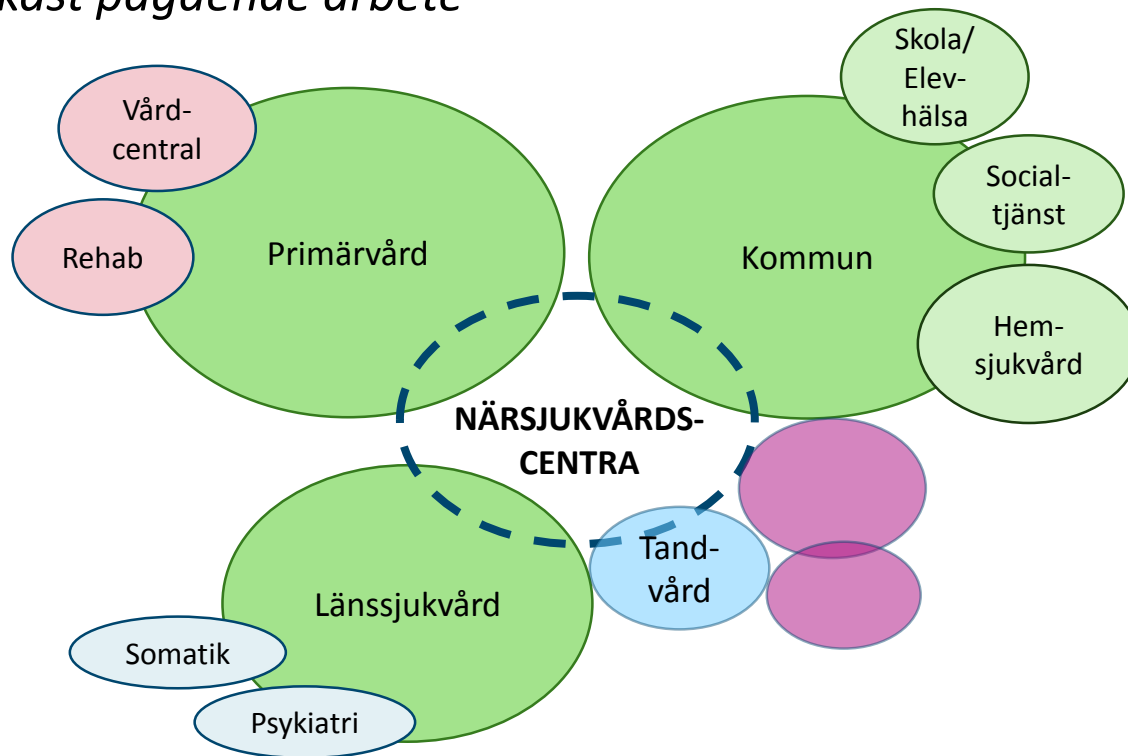 pågående arbete
Skola/
Elev-
hälsa
Vård-
central
Social-
tjänst
Rehab
Primärvård
Kommun
Hem-
sjukvård
NÄRSJUKVÅRDS-
CENTRA
Tand-
vård
Länssjukvård
Somatik
Psykiatri